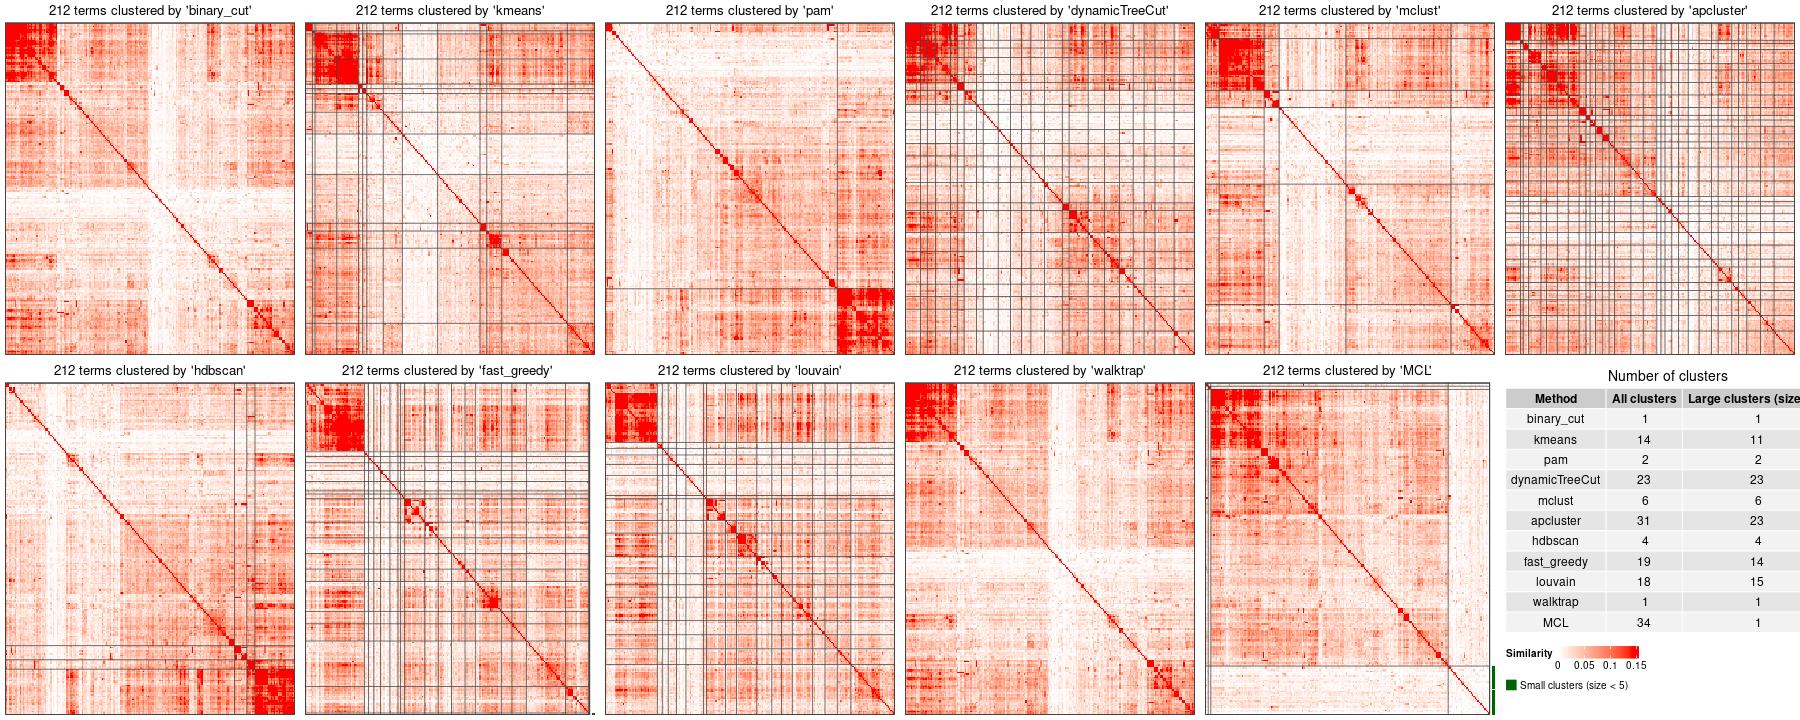 212 terms clustered by 'binary_cut'
212 terms clustered by 'kmeans'
212 terms clustered by 'pam'
212 terms clustered by 'dynamicTreeCut'
212 terms clustered by 'mclust'
212 terms clustered by 'apcluster'
212 terms clustered by 'hdbscan'
212 terms clustered by 'fast_greedy'
212 terms clustered by 'louvain'
212 terms clustered by 'walktrap'
212 terms clustered by 'MCL'
Number of clusters
Method All clusters Large clusters (size
binary_cut 1 1
kmeans 14 11
pam 2 2
dynamicTreeCut 23 23
mclust 6 6
apcluster 31 23
hdbscan 4 4
fast_greedy 19 14
louvain 18 15
walktrap 1 1
MCL 34 1
Similarity
0 0.05 0.1 0.15
Small clusters (size < 5)